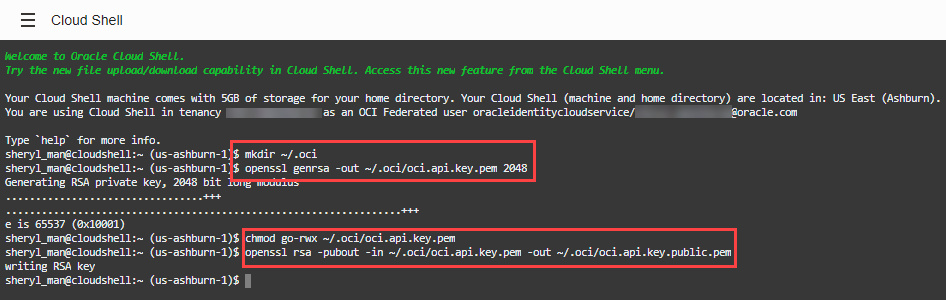 Cloud Shell
Welcome to Oracle Cloud Shell.
Try the new file upload/download capability in Cloud Shell. Access this new feature from the Cloud Shell menu.
Your Cloud Shell machine comes with 5GB of storage for your home directory. Your Cloud Shell (machine and home directory) are located in: US East (Ashburn).
You are using Cloud Shell in tenancy as an OCI Federated user oracleidentitycloudservice/ @oracle.com
Type `help` for more info.
sheryl_man@cloudshell:~ (us-ashburn-1)$ mkdir ~/.oci
sheryl_man@cloudshell:~ (us-ashburn-1)$ openssl genrsa -out ~/.oci/oci.api.key.pem 2048
Generating RSA private key, 2048 bit long modulus
.................................+++
..................................................................+++
e is 65537 (0x10001)
sheryl_man@cloudshell:~ (us-ashburn-1)$ chmod go-rwx ~/.oci/oci.api.key.pem
sheryl_man@cloudshell:~ (us-ashburn-1)$ openssl rsa -pubout -in ~/.oci/oci.api.key.pem -out ~/.oci/oci.api.key.public.pem
writing RSA key
sheryl_man@cloudshell:~ (us-ashburn-1)$